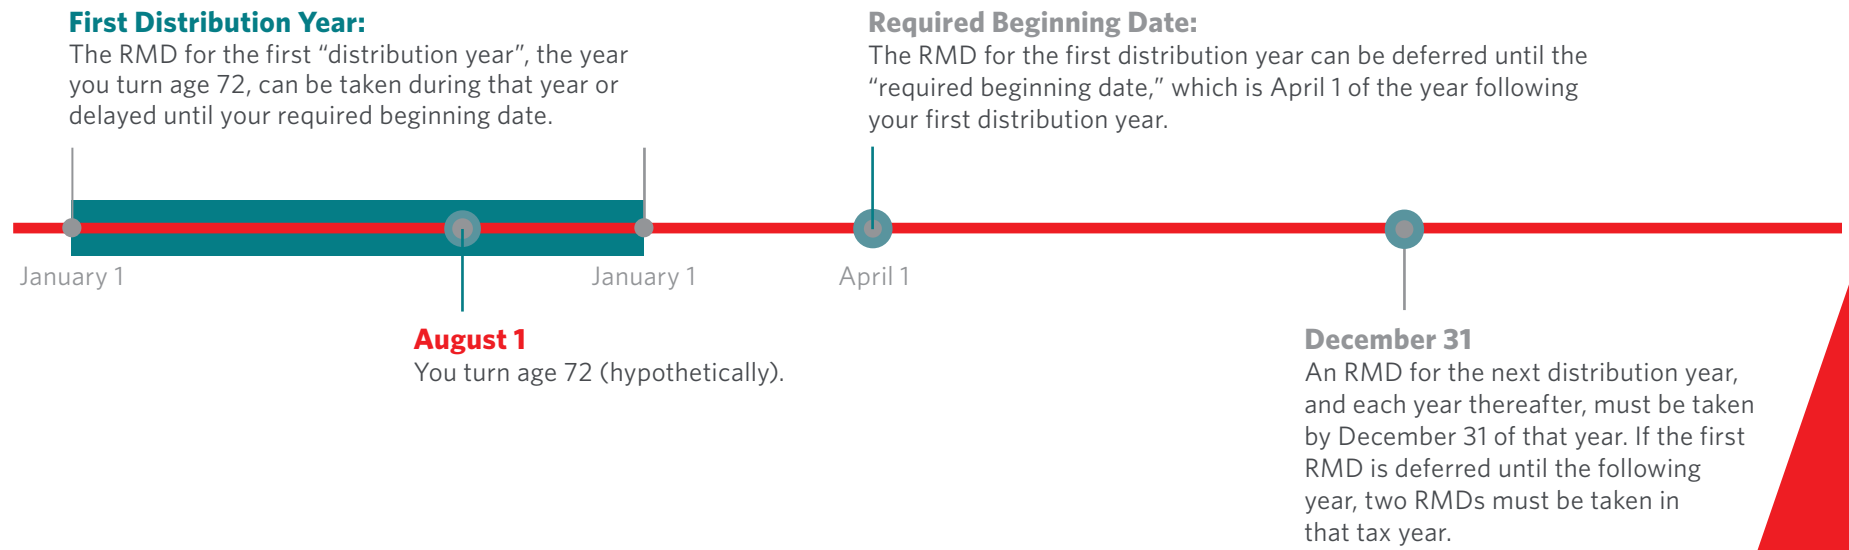 First Distribution Year:
The RMD for the first “distribution year”, the year
you turn age 72, can be taken during that year or
delayed until your required beginning date.
Required Beginning Date:
The RMD for the first distribution year can be deferred until the
“required beginning date,” which is April 1 of the year following
your first distribution year.
January 1
January 1
April 1
August 1
You turn age 72 (hypothetically).
December 31
An RMD for the next distribution year,
and each year thereafter, must be taken
by December 31 of that year. If the first
RMD is deferred until the following
year, two RMDs must be taken in
that tax year.